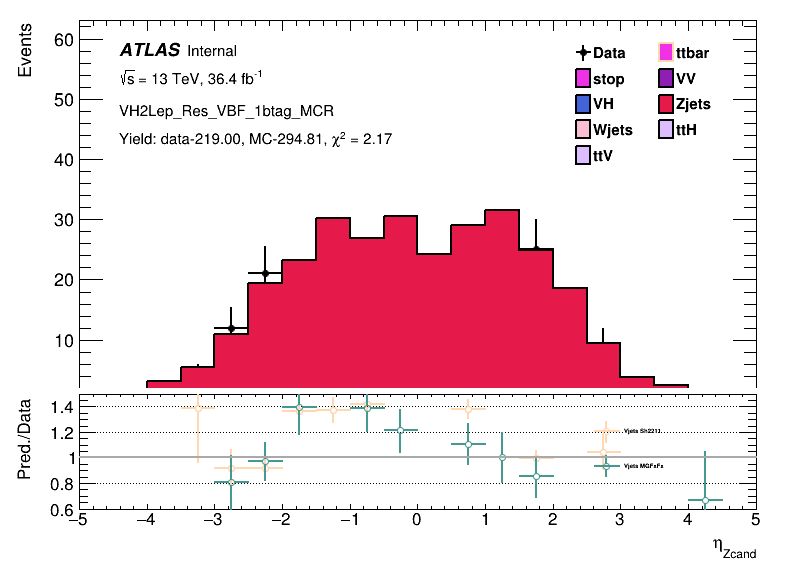 Events
60
50
40
30
20
10
ATLAS Internal
√s = 13 TeV, 36.4 fb⁻¹
VH2Lep_Res_VBF_1btag_MCR
Yield: data-219.00, MC-294.81, χ² = 2.17
Data ttbar
stop VV
VH Zjets
Wjets ttH
ttV
Pred./Data
1.4
1.2
1
0.8
0.6
Vjets Sh2211
Vjets MGFxFx
−5 −4 −3 −2 −1 0 1 2 3 4 5
η_Zcand